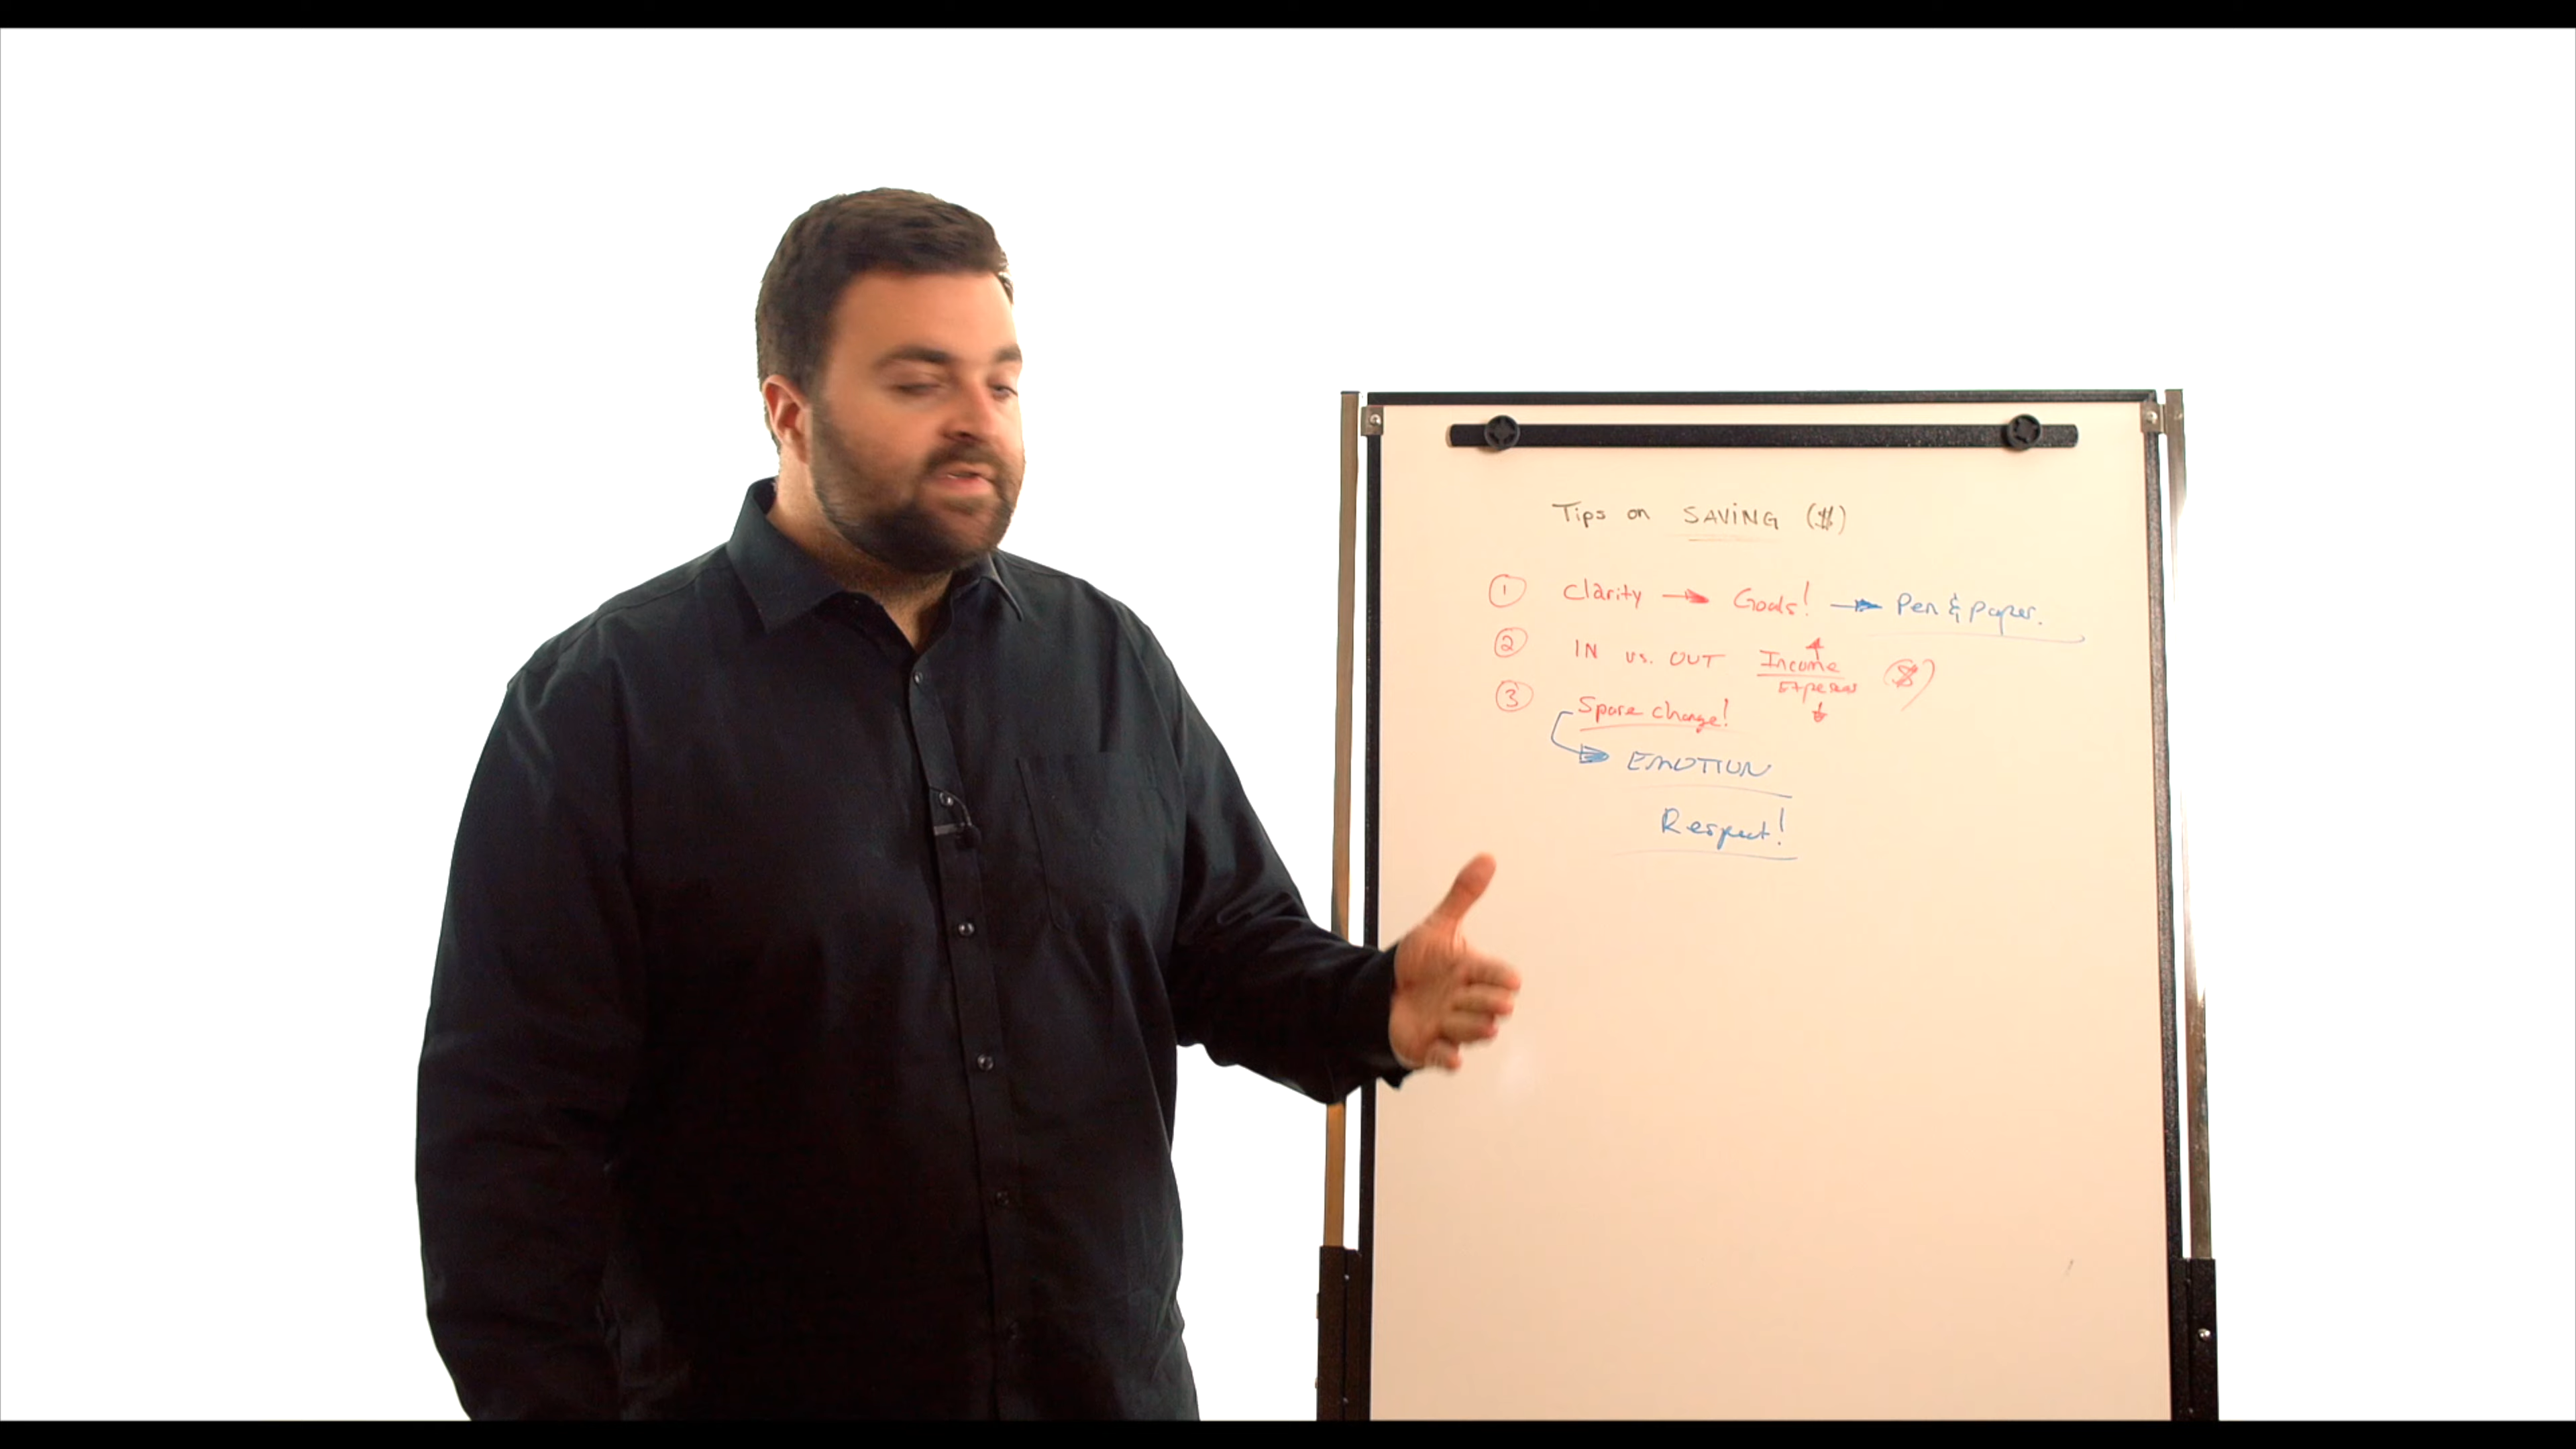 Tips on SAVING ($)
1 Clarity → Goals! → Pen & paper.
2 IN vs. OUT Income ($)
Expenses
3 Spare change!
EMOTION
Respect!